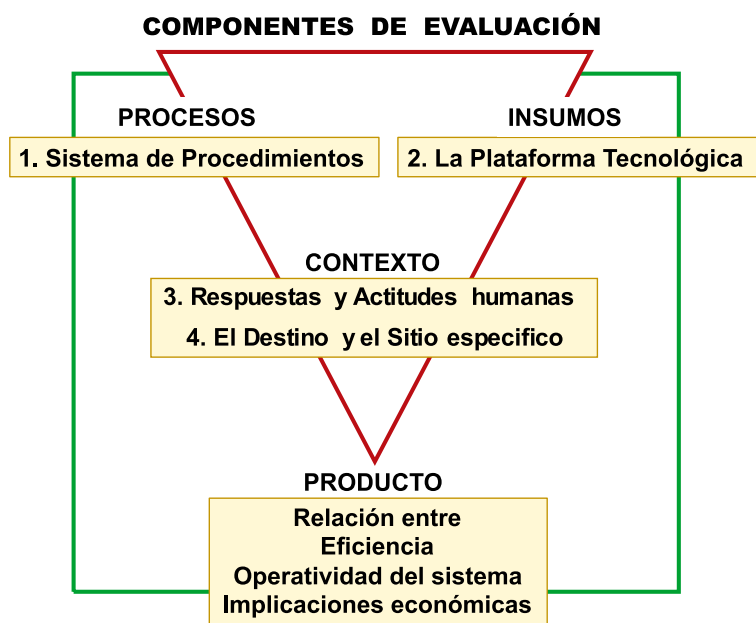 COMPONENTES DE EVALUACIÓN
PROCESOS
INSUMOS
1. Sistema de Procedimientos
2. La Plataforma Tecnológica
CONTEXTO
3. Respuestas y Actitudes humanas
4. El Destino y el Sitio especifico
PRODUCTO
Relación entre
Eficiencia
Operatividad del sistema
Implicaciones económicas